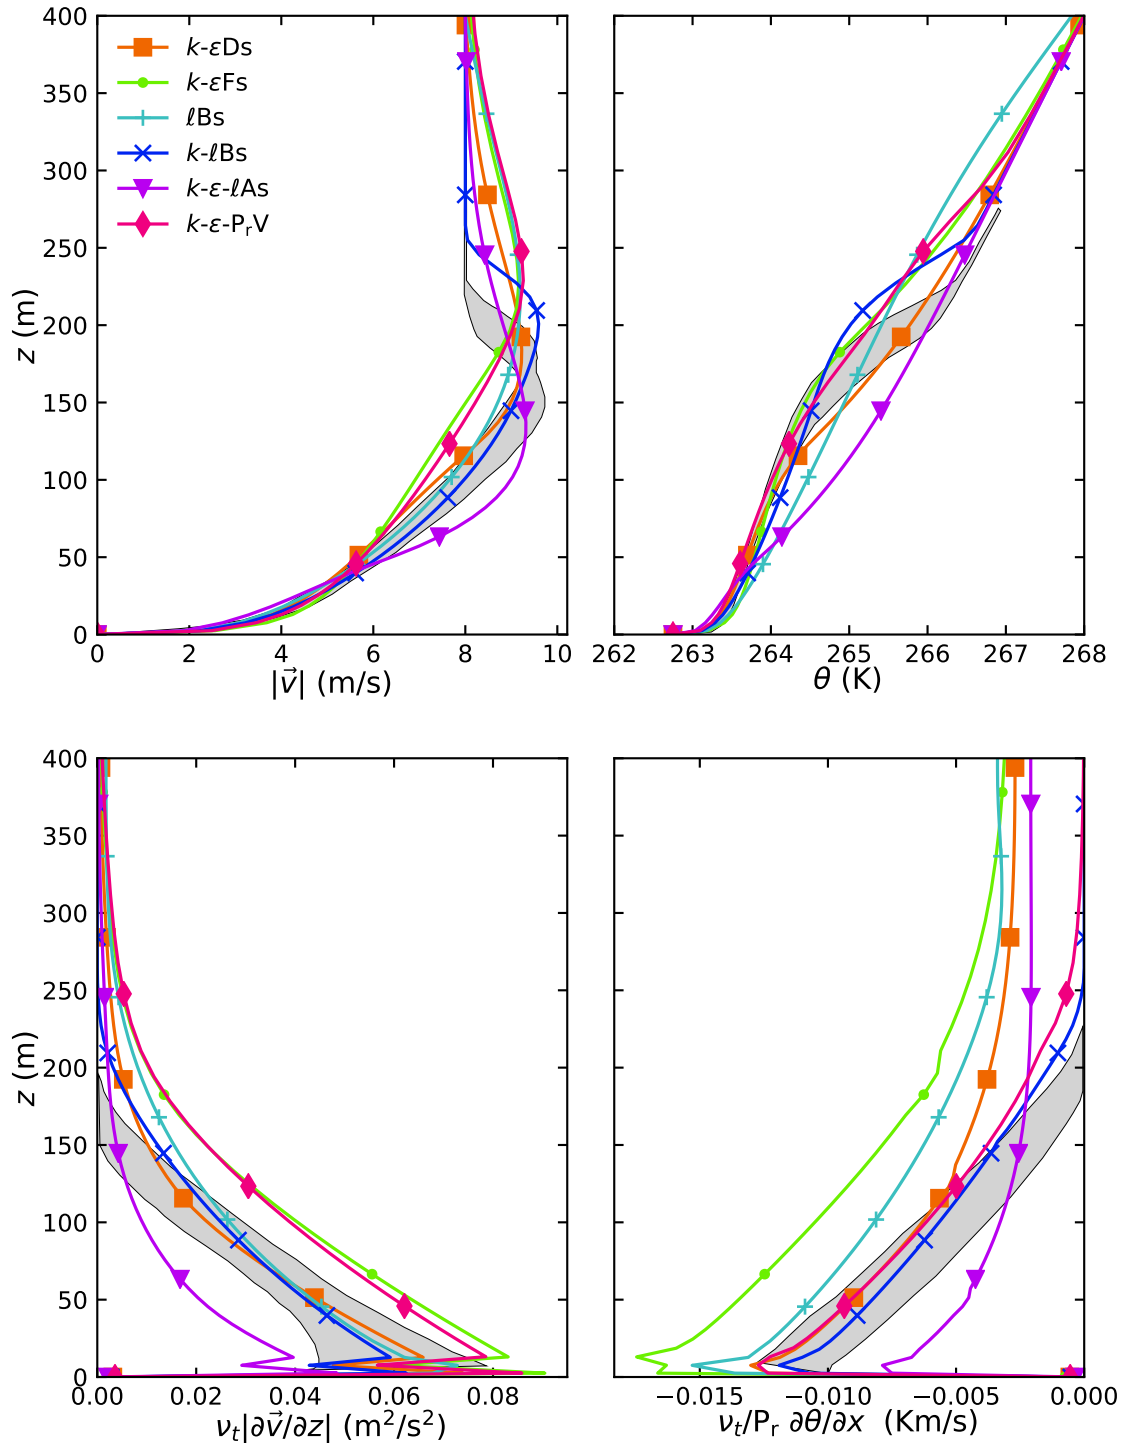 400
350
300
250
200
150
100
50
0
z (m)
k-εDs
k-εFs
ℓBs
k-ℓBs
k-ε-ℓAs
k-ε-PᵣV
0 2 4 6 8 10
|v⃗| (m/s)
262 263 264 265 266 267 268
θ (K)
400
350
300
250
200
150
100
50
0
z (m)
0.00 0.02 0.04 0.06 0.08
νₜ|∂v⃗/∂z| (m²/s²)
−0.015 −0.010 −0.005 0.000
νₜ/Pᵣ ∂θ/∂x (Km/s)